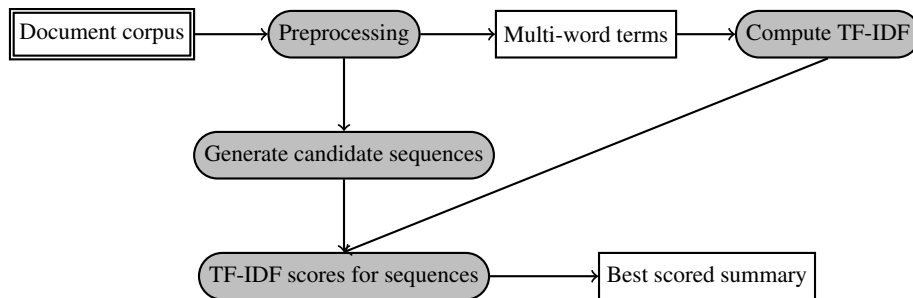 Document corpus
Preprocessing
Multi-word terms
Compute TF-IDF
Generate candidate sequences
TF-IDF scores for sequences
Best scored summary